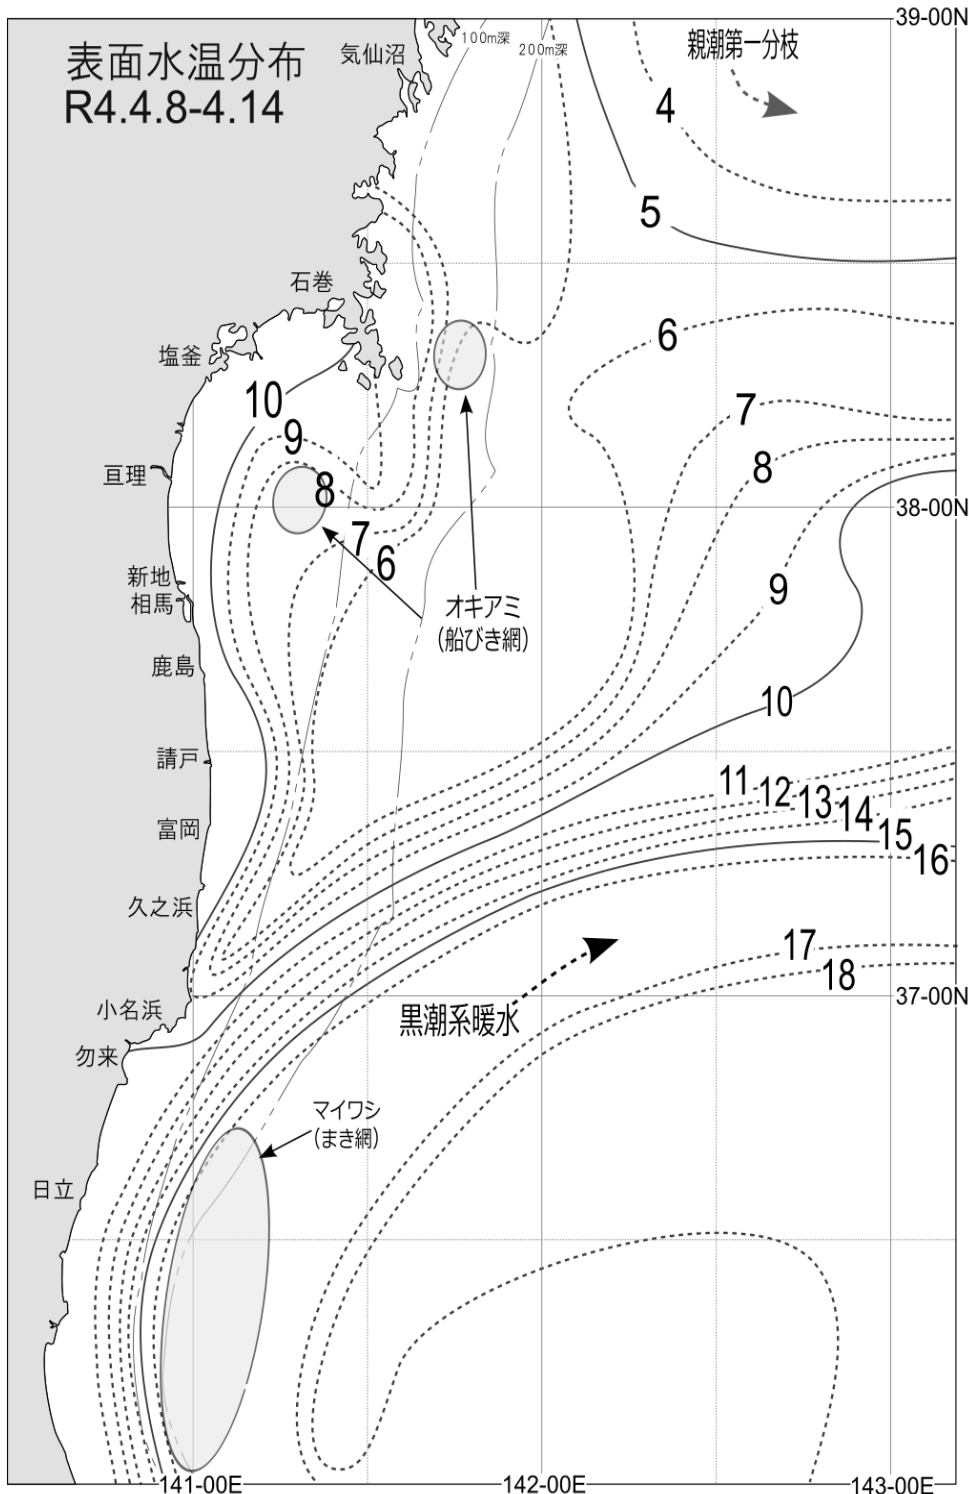 表面水温分布
R4.4.8-4.14
気仙沼
100m深
200m深
親潮第一分枝
39-00N
4
5
石巻
塩釜
6
10
9
7
亘理
8
8
38-00N
7
6
新地
相馬
9
オキアミ
(船びき網)
鹿島
10
請戸
11
12
13
14
15
16
富岡
久之浜
17
18
小名浜
37-00N
黒潮系暖水
勿来
マイワシ
(まき網)
日立
141-00E
142-00E
143-00E